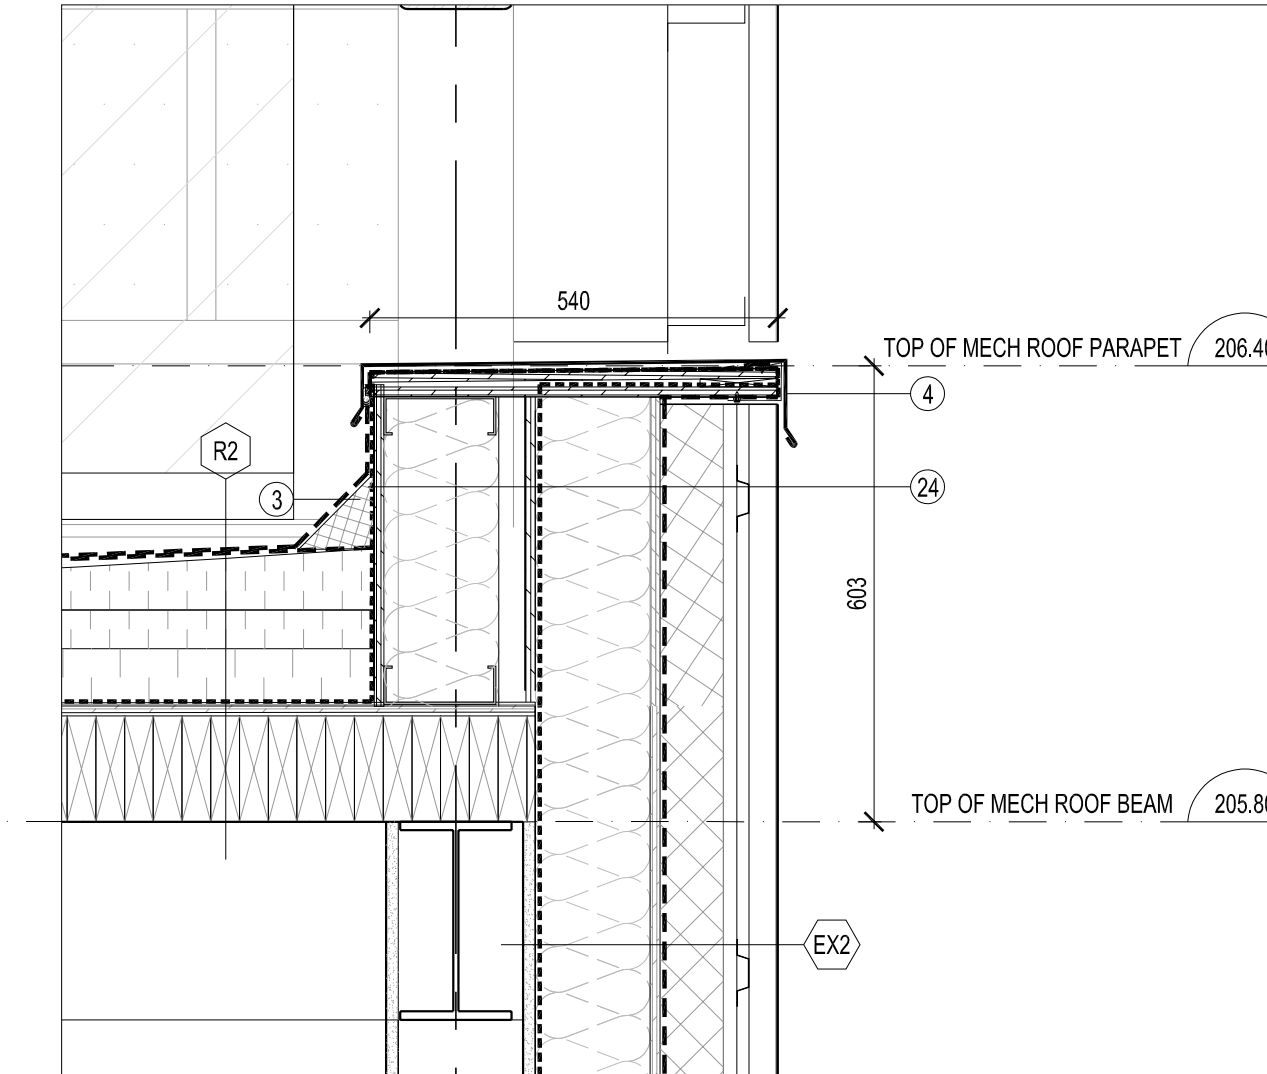 540
TOP OF MECH ROOF PARAPET
4
R2
3
24
603
TOP OF MECH ROOF BEAM
EX2